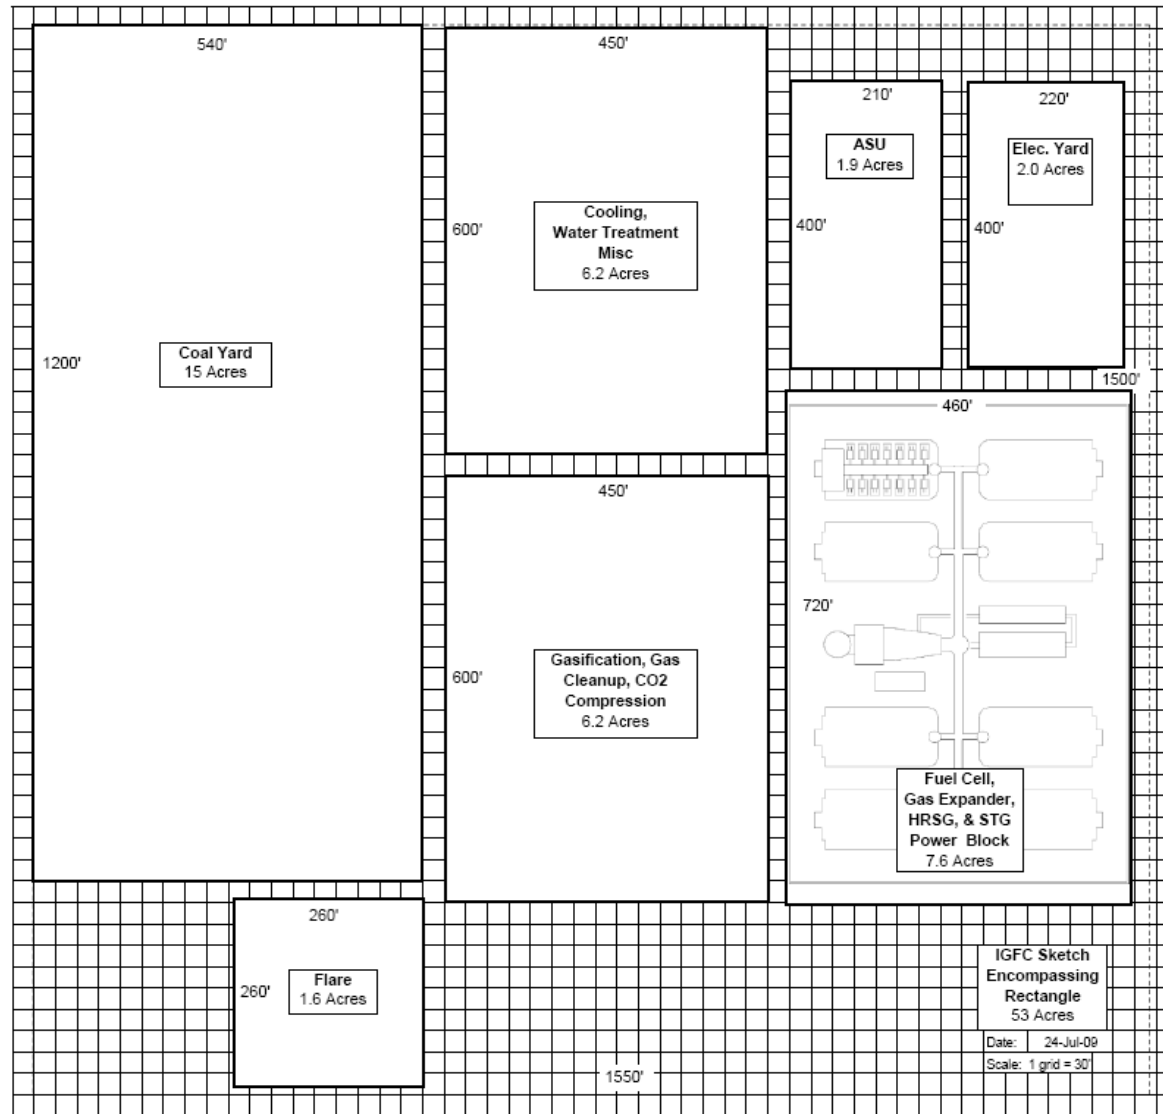 540'
1200'
Coal Yard
15 Acres
450'
600'
Cooling,
Water Treatment
Misc
6.2 Acres
210'
ASU
1.9 Acres
400'
220'
Elec. Yard
2.0 Acres
400'
1500'
460'
720'
Fuel Cell,
Gas Expander,
HRSG, & STG
Power Block
7.6 Acres
450'
600'
Gasification, Gas
Cleanup, CO2
Compression
6.2 Acres
260'
260'
Flare
1.6 Acres
1550'
IGFC Sketch
Encompassing
Rectangle
53 Acres
Date: 24-Jul-09
Scale: 1 grid = 30'